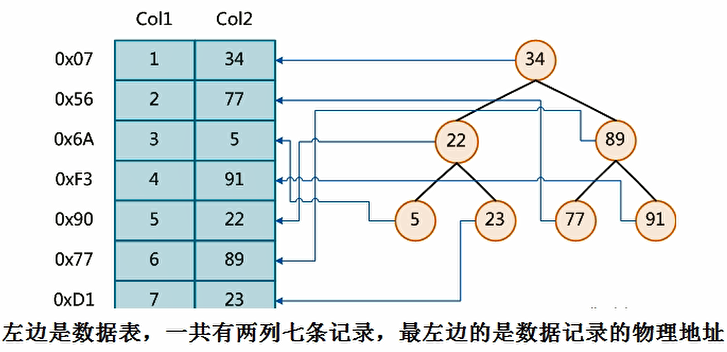 Col1 Col2
0x07 1 34 34
0x56 2 77
0x6A 3 5 22 89
0xF3 4 91
0x90 5 22 5 23 77 91
0x77 6 89
0xD1 7 23
左边是数据表，一共有两列七条记录，最左边的是数据记录的物理地址